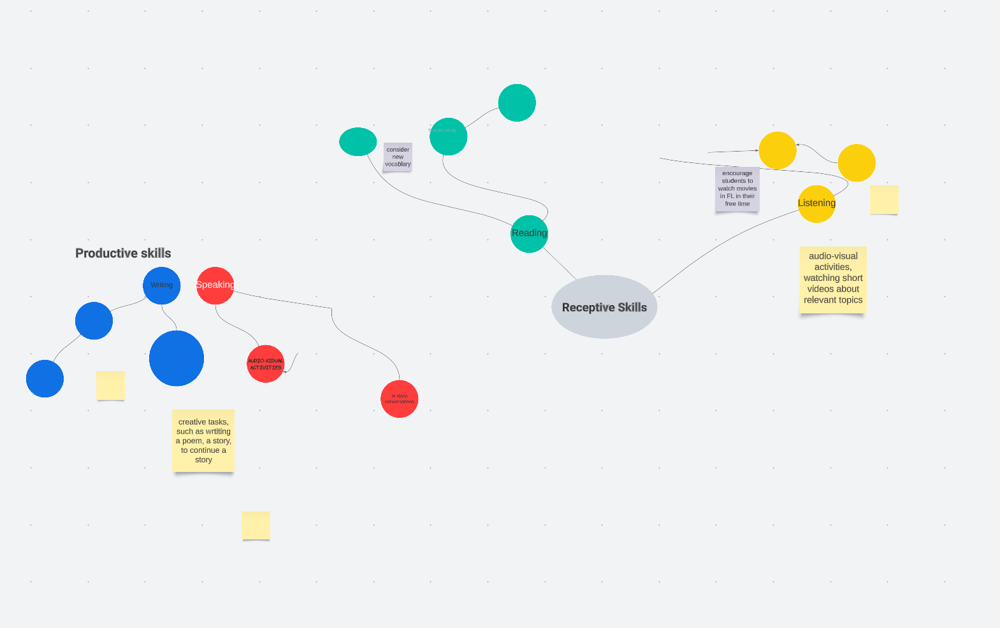 consider
new
vocablary
encourage
students to
watch movies
in FL in their
free time
Listening
Reading
audio-visual
activities,
watching short
videos about
relevant topics
Receptive Skills
Productive skills
Writing
Speaking
AUDIO-VIDUAL
ACTIVITIES
In class
conversations
creative tasks,
such as wrtiting
a poem, a story,
to continue a
story